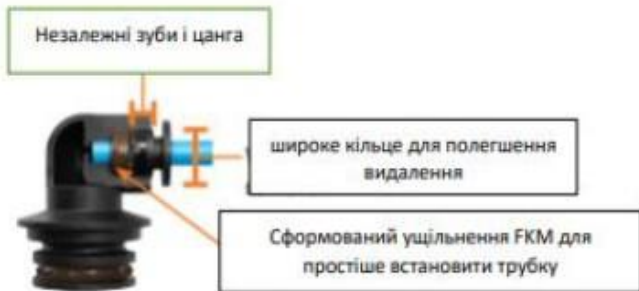 Незалежні зуби і цанга
широке кільце для полегшення
видалення
Сформований ущільнення FKM для
простіше встановити трубку